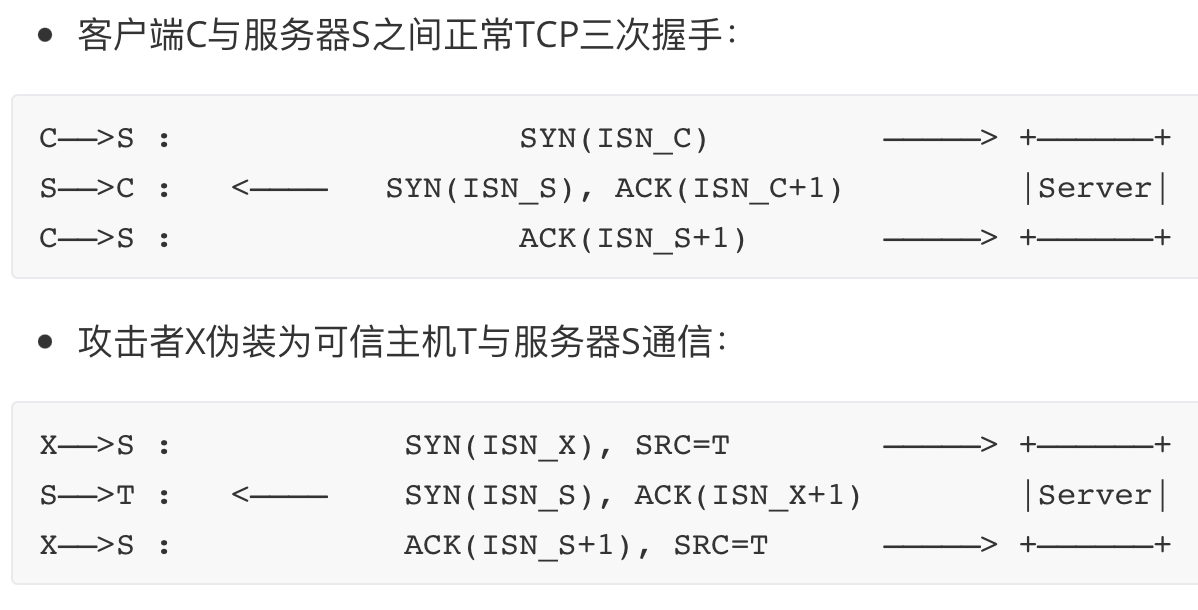 • 客户端C与服务器S之间正常TCP三次握手：
C——>S : SYN(ISN_C) —————> +——————+
S——>C : <———— SYN(ISN_S), ACK(ISN_C+1) |Server|
C——>S : ACK(ISN_S+1) —————> +——————+
• 攻击者X伪装为可信主机T与服务器S通信：
X——>S : SYN(ISN_X), SRC=T —————> +——————+
S——>T : <———— SYN(ISN_S), ACK(ISN_X+1) |Server|
X——>S : ACK(ISN_S+1), SRC=T —————> +——————+